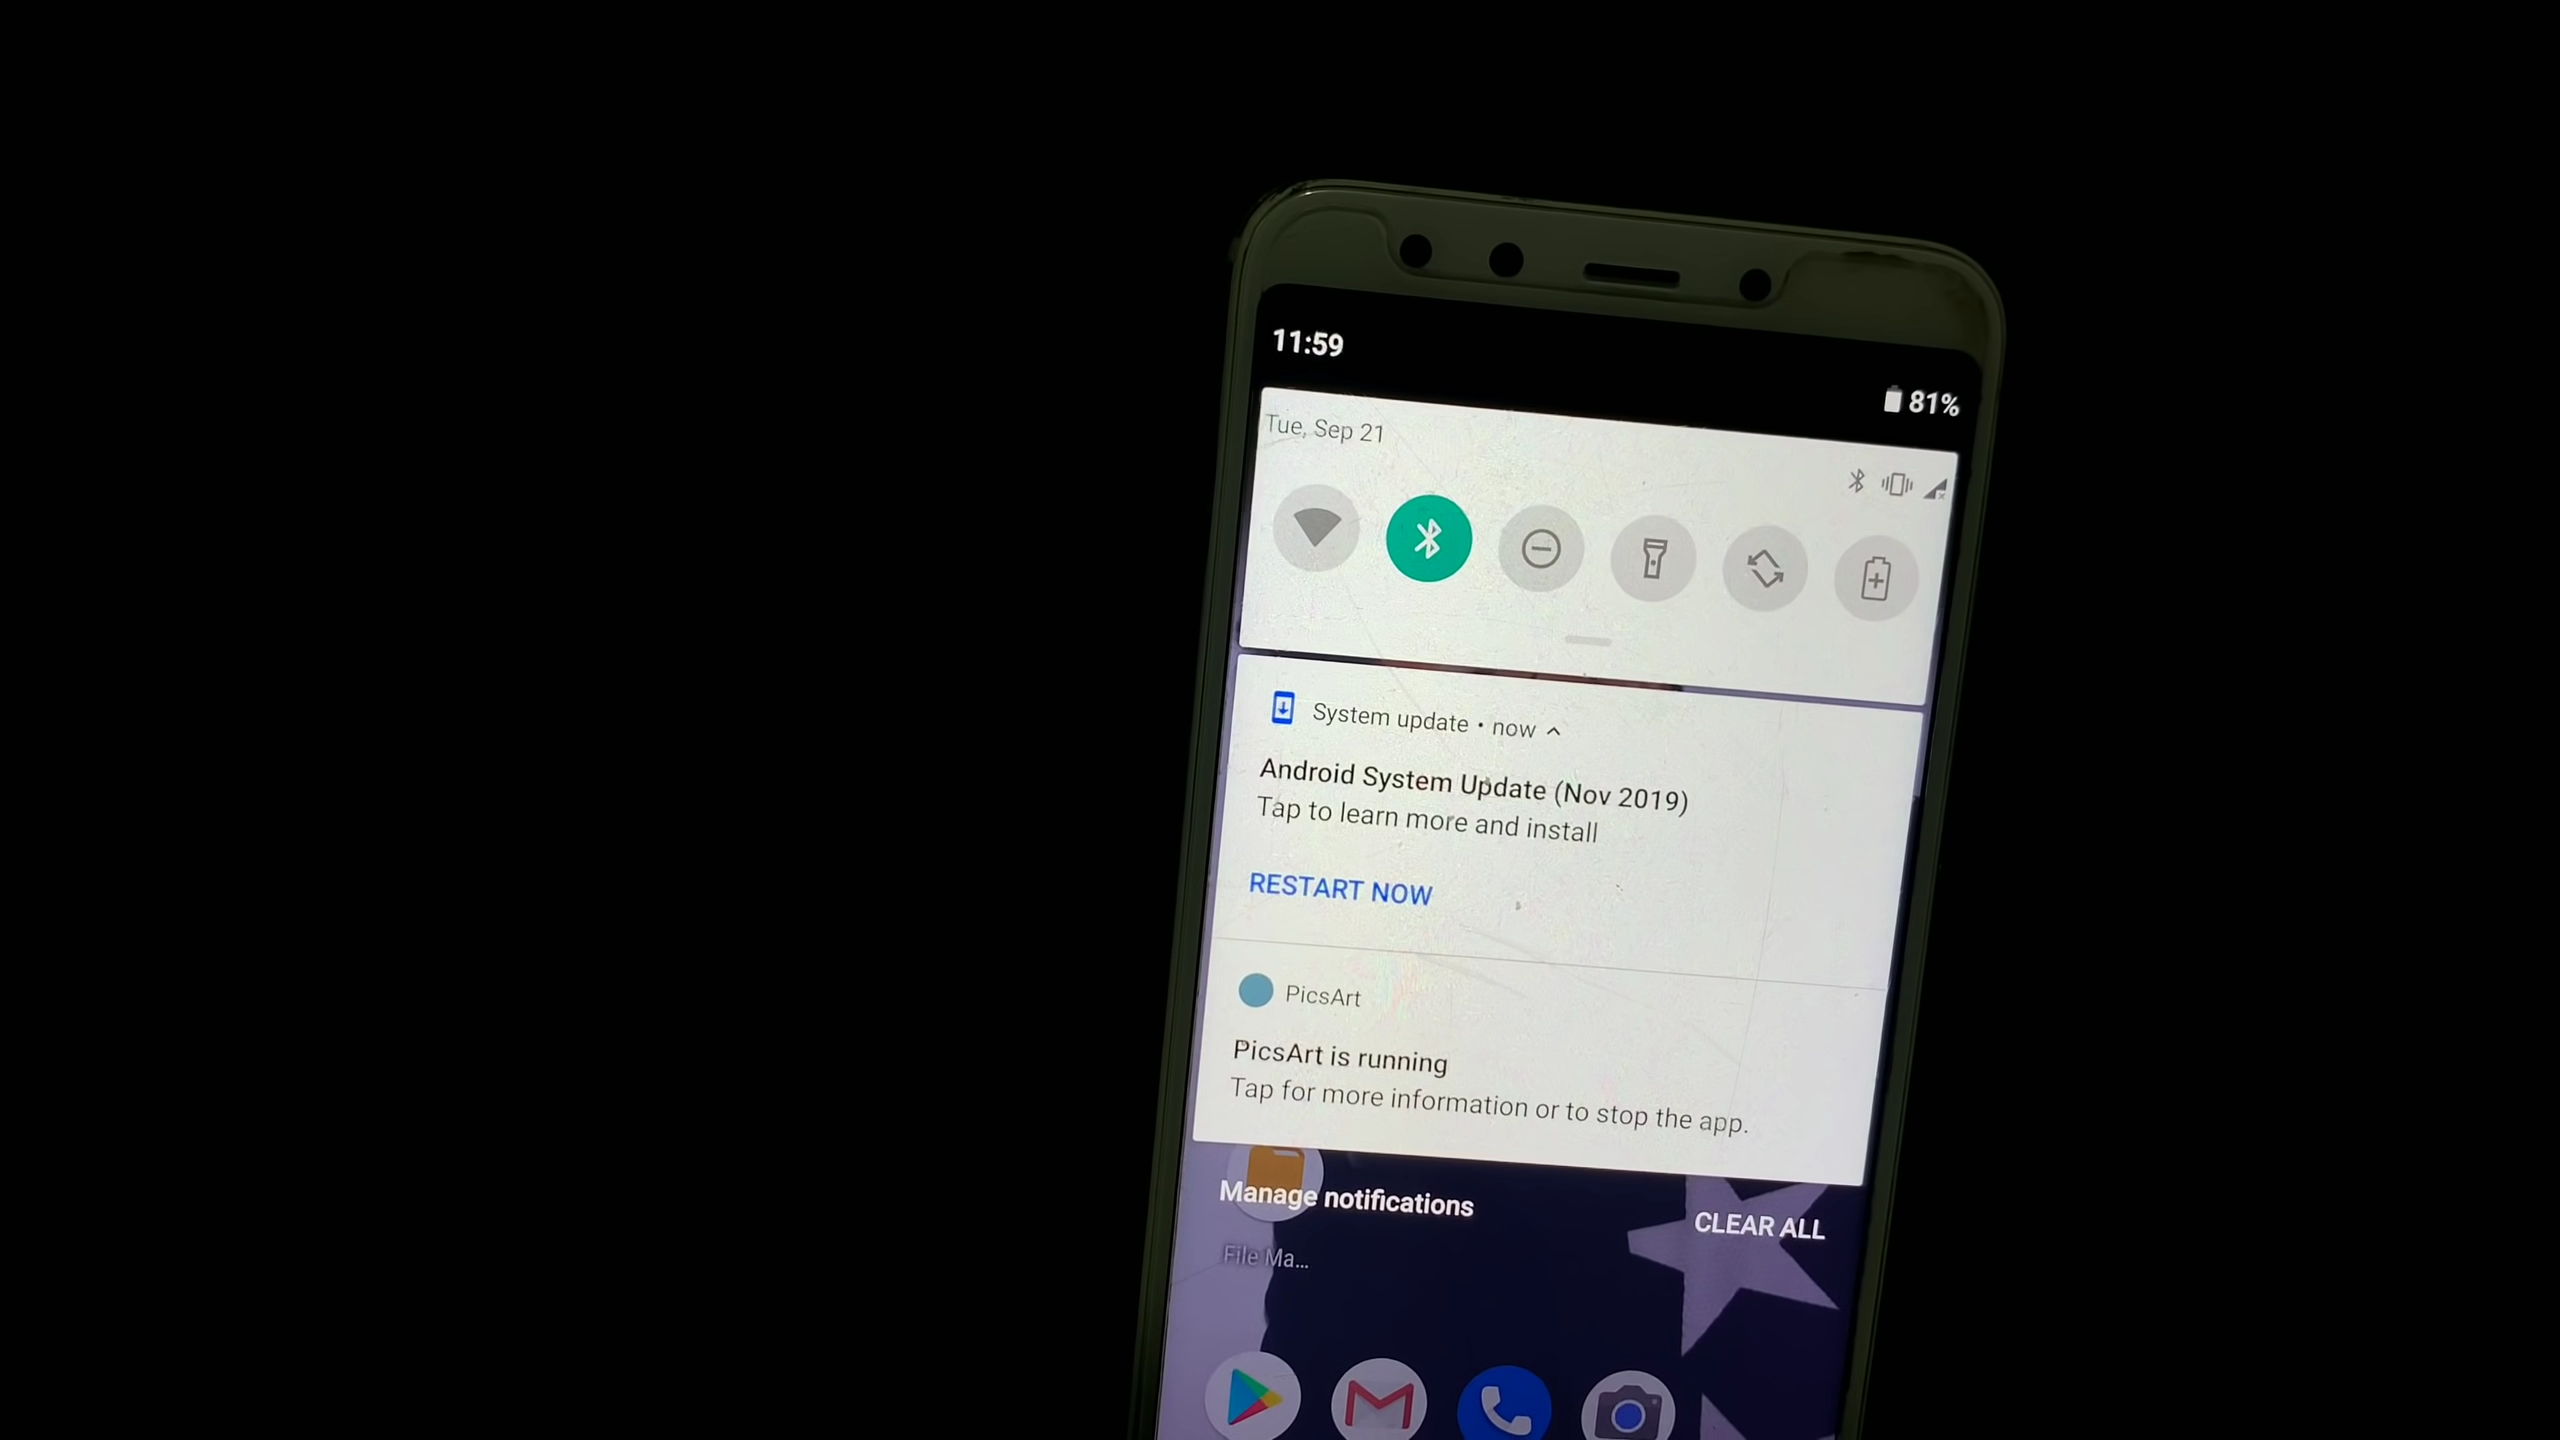 11:59
81%
Tue, Sep 21
System update • now
Android System Update (Nov 2019)
Tap to learn more and install
RESTART NOW
PicsArt
PicsArt is running
Tap for more information or to stop the app.
Manage notifications
CLEAR ALL
File Ma...